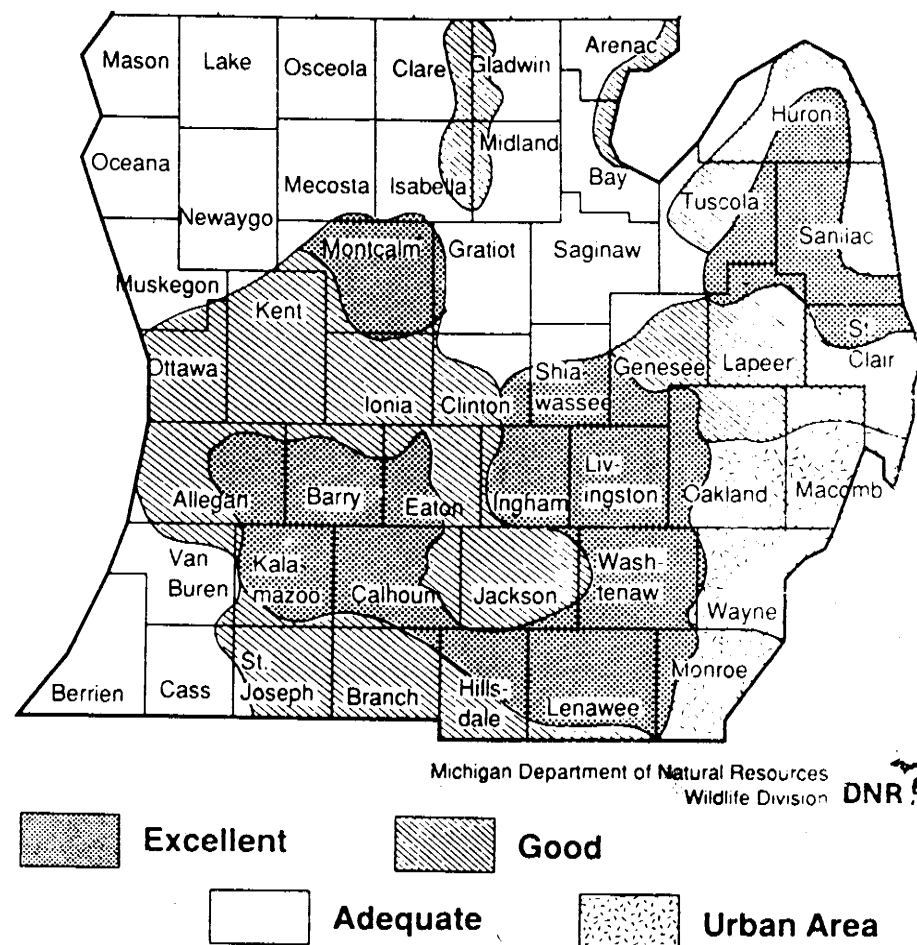 Arenac
Mason
Lake
Osceola
Clare
Gladwin
Huron
Oceana
Midland
Mecosta
Isabella
Bay
Newaygo
Tuscola
Montcalm
Gratiot
Saginaw
Sanilac
Muskegon
Kent
St.
Clair
Ottawa
Ionia
Clinton
Shia
wassee
Genesee
Lapeer
Allegan
Barry
Eaton
Ingham
Liv-
ingston
Oakland
Macomb
Van
Buren
Kala-
mazoo
Calhoun
Jackson
Wash-
tenaw
Wayne
Berrien
Cass
St.
Joseph
Branch
Hills-
dale
Lenawee
Monroe
Michigan Department of Natural Resources
Wildlife Division DNR
Excellent
Good
Adequate
Urban Area